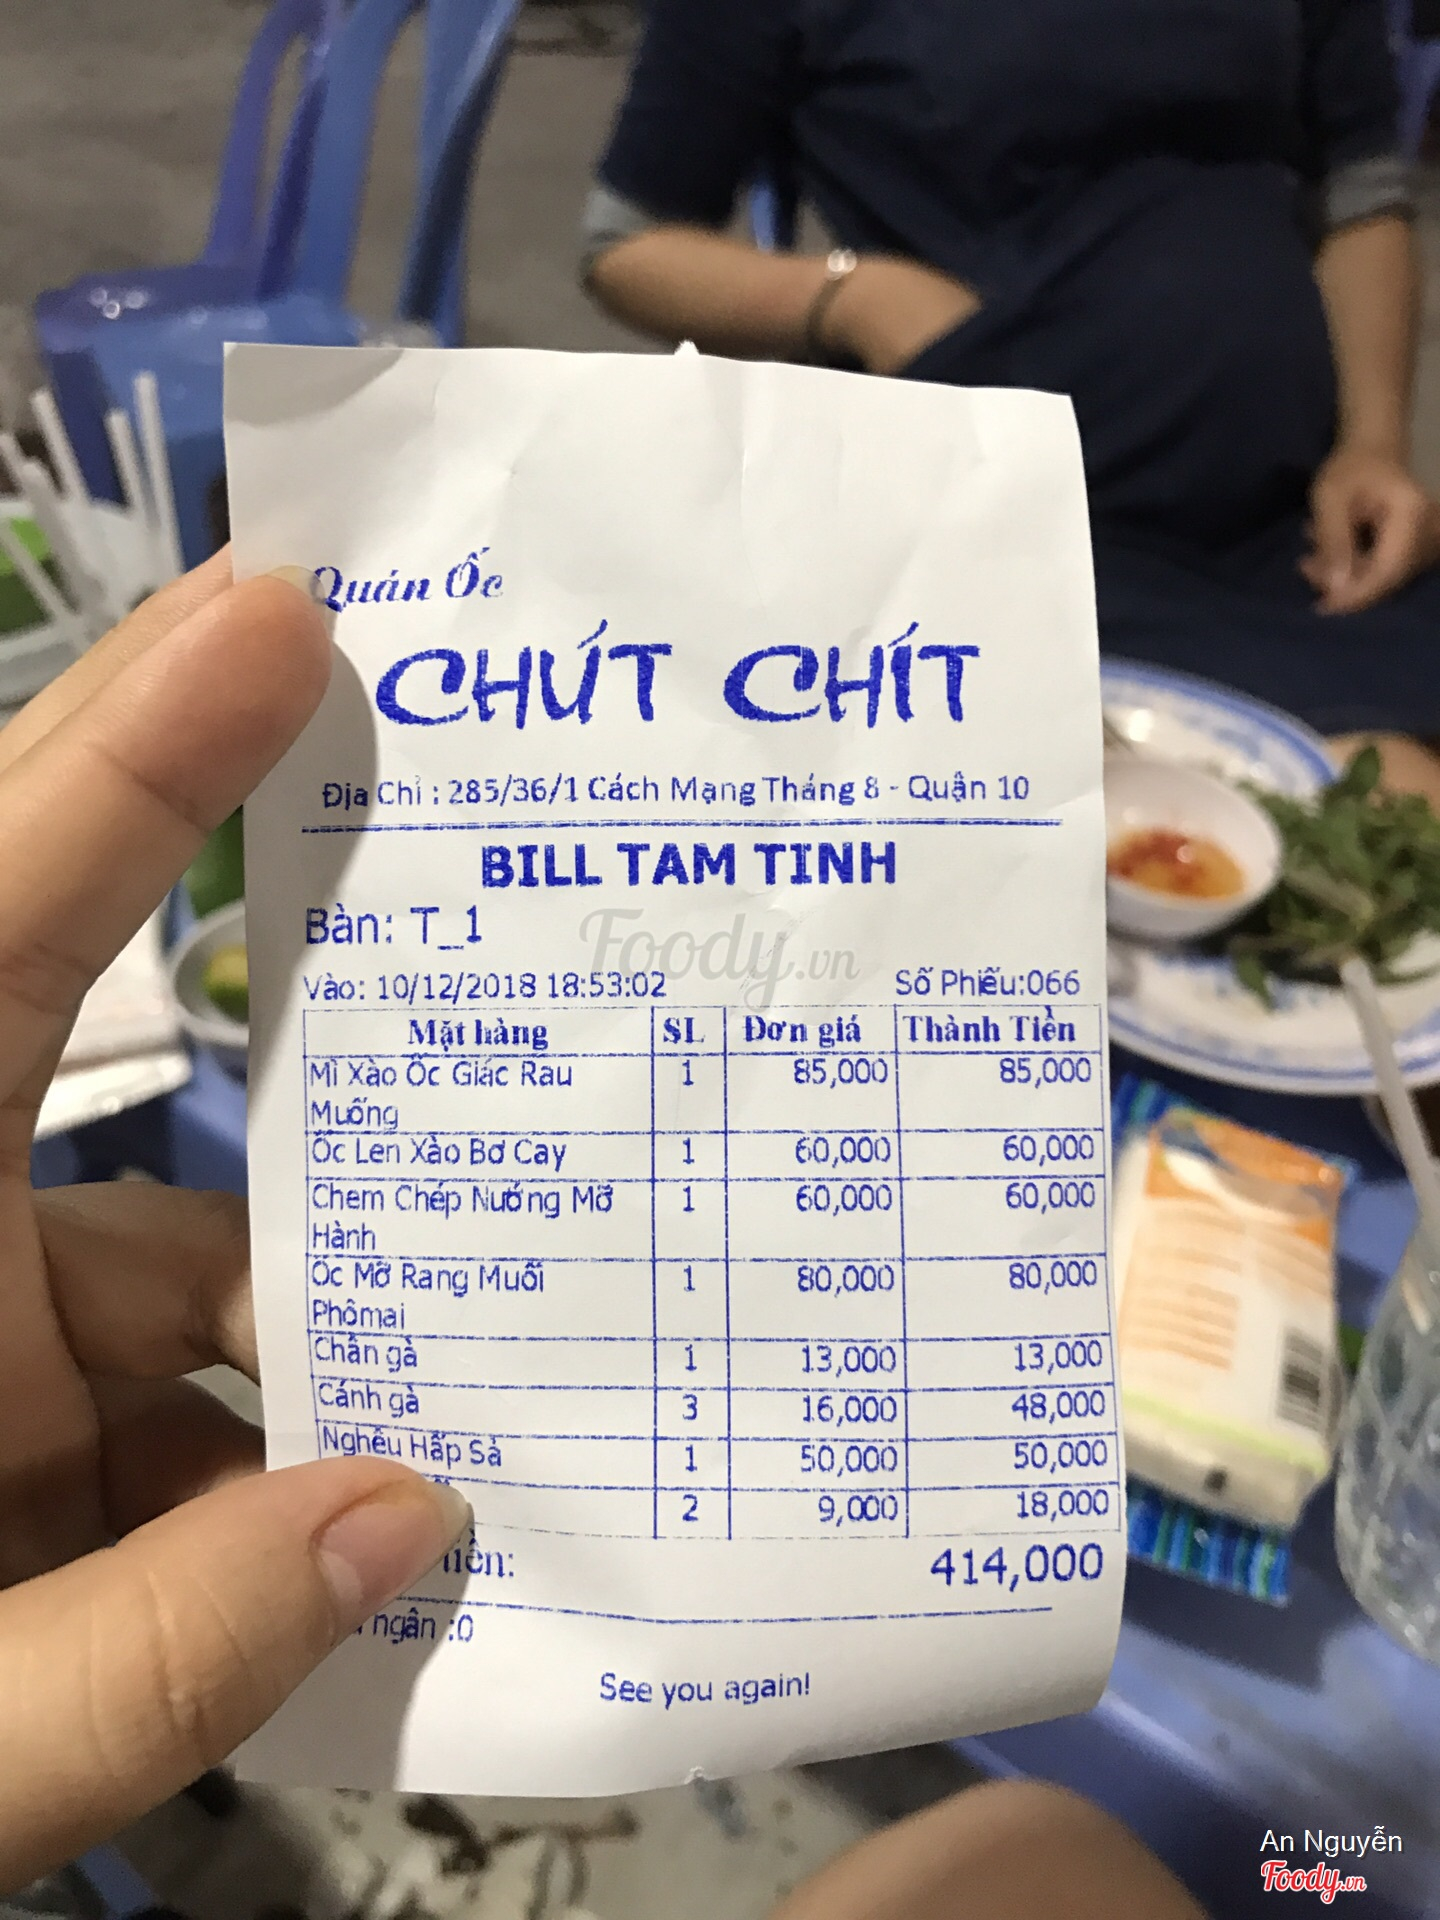 Quán Ốc
CHÚT CHÍT
Địa Chỉ : 285/36/1 Cách Mạng Tháng 8 - Quận 10
BILL TAM TINH
Bàn: T_1
Foody.vn
Vào: 10/12/2018 18:53:02 Số Phiếu:066
Mặt hàng SL Đơn giá Thành Tiền
Mì Xào Ốc Giác Rau 1 85,000 85,000
Muống
Ốc Len Xào Bơ Cay 1 60,000 60,000
Chem Chép Nướng Mỡ 1 60,000 60,000
Hành
Ốc Mỡ Rang Muối 1 80,000 80,000
Phômai
Chân gà 1 13,000 13,000
Cánh gà 3 16,000 48,000
Nghêu Hấp Sả 1 50,000 50,000
2 9,000 18,000
Tiền: 414,000
ngân :0
See you again!
An Nguyễn
Foody.vn